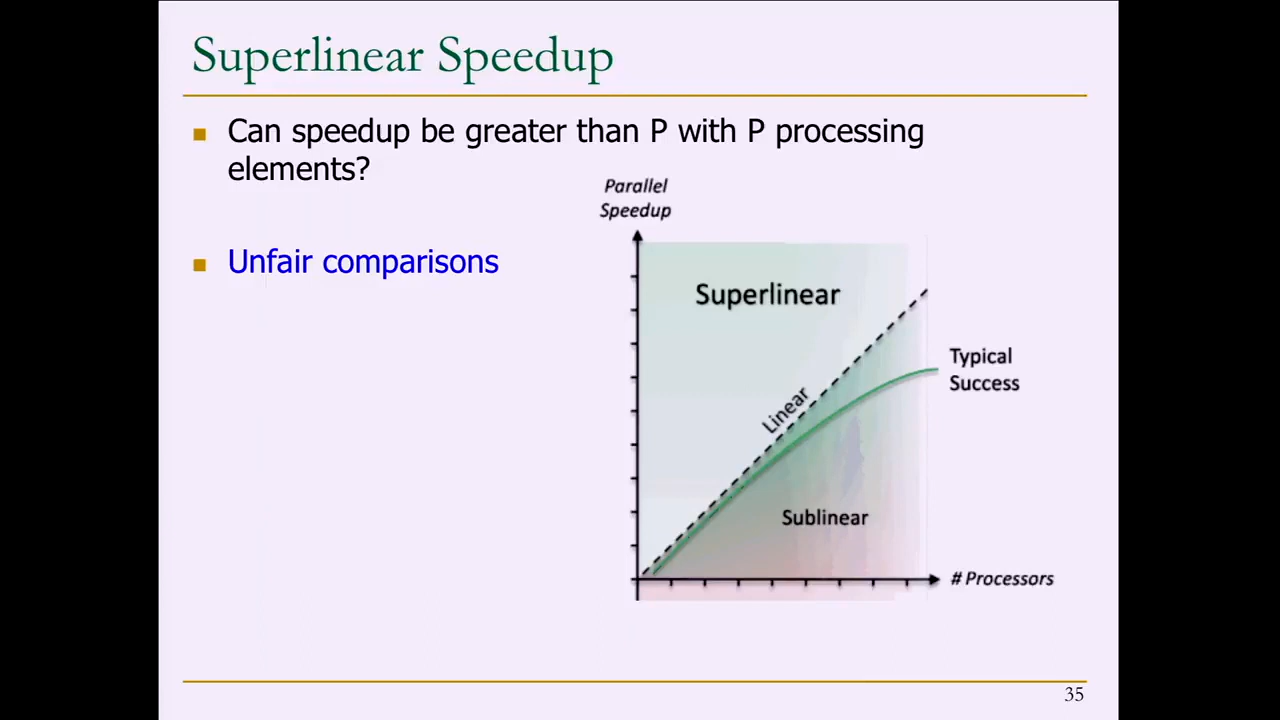 Superlinear Speedup
Can speedup be greater than P with P processing
elements?
Unfair comparisons
Parallel
Speedup
Superlinear
Linear
Typical
Success
Sublinear
# Processors
35